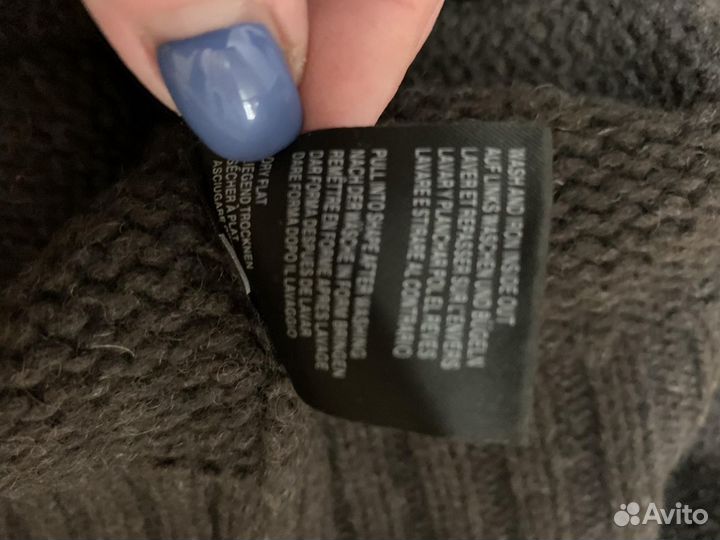 WASH AND IRON INSIDE OUT
AUF LINKS WASCHEN UND BÜGELN
LAVER ET REPASSER SUR L'ENVERS
LAVAR Y PLANCHAR POR EL REVES
LAVARE E STIRARE AL CONTRARIO
PULL INTO SHAPE AFTER WASHING
NACH DER WÄSCHE IN FORM BRINGEN
REMETTRE EN FORME APRÈS LAVAGE
DAR FORMA DESPUES DE LAVAR
DARE FORMA DOPO IL LAVAGGIO
DRY FLAT
LIEGEND TROCKNEN
SÉCHER À PLAT
ASCIUGARE
Avito